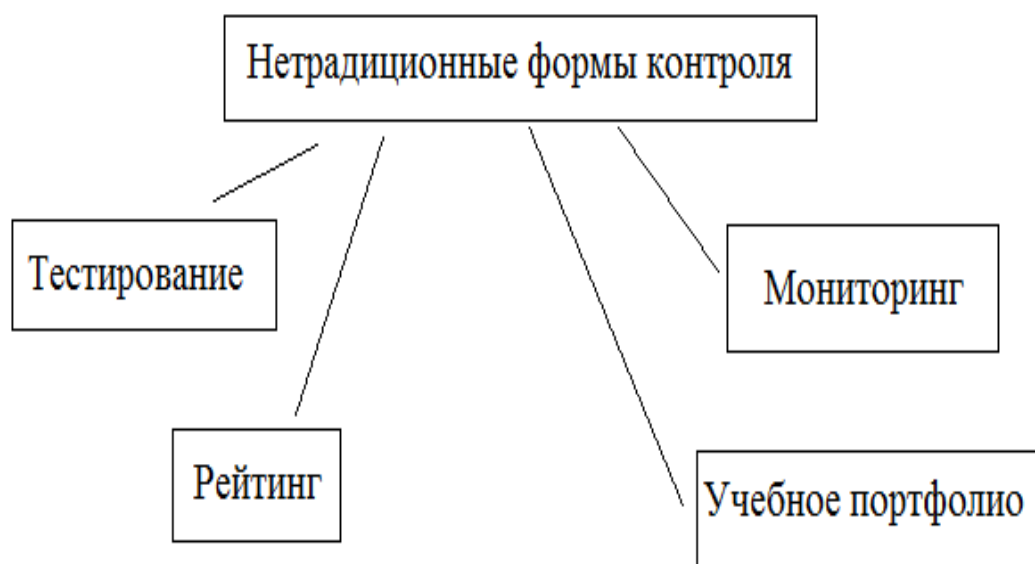 Нетрадиционные формы контроля
Тестирование
Мониторинг
Рейтинг
Учебное портфолио